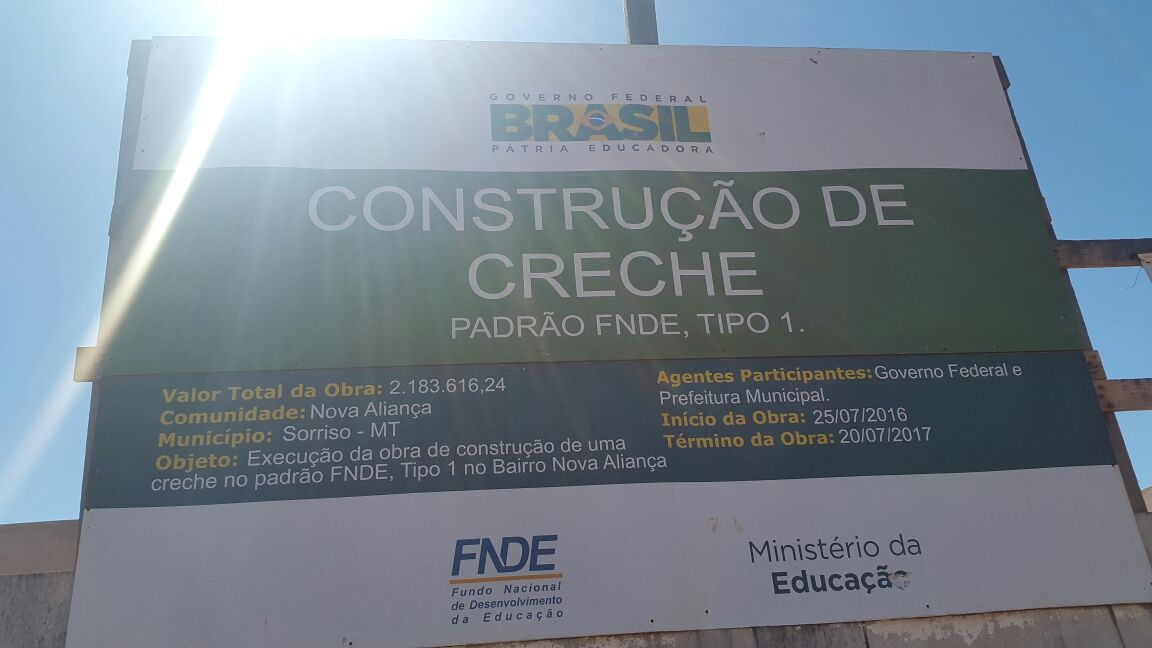 GOVERNO FEDERAL
BRASIL
PÁTRIA EDUCADORA
CONSTRUÇÃO DE
CRECHE
PADRÃO FNDE, TIPO 1.
Valor Total da Obra: 2.183.616,24
Comunidade: Nova Aliança
Município: Sorriso - MT
Objeto: Execução da obra de construção de uma
creche no padrão FNDE, Tipo 1 no Bairro Nova Aliança
Agentes Participantes: Governo Federal e
Prefeitura Municipal.
Início da Obra: 25/07/2016
Término da Obra: 20/07/2017
FNDE
Fundo Nacional
de Desenvolvimento
da Educação
Ministério da
Educação